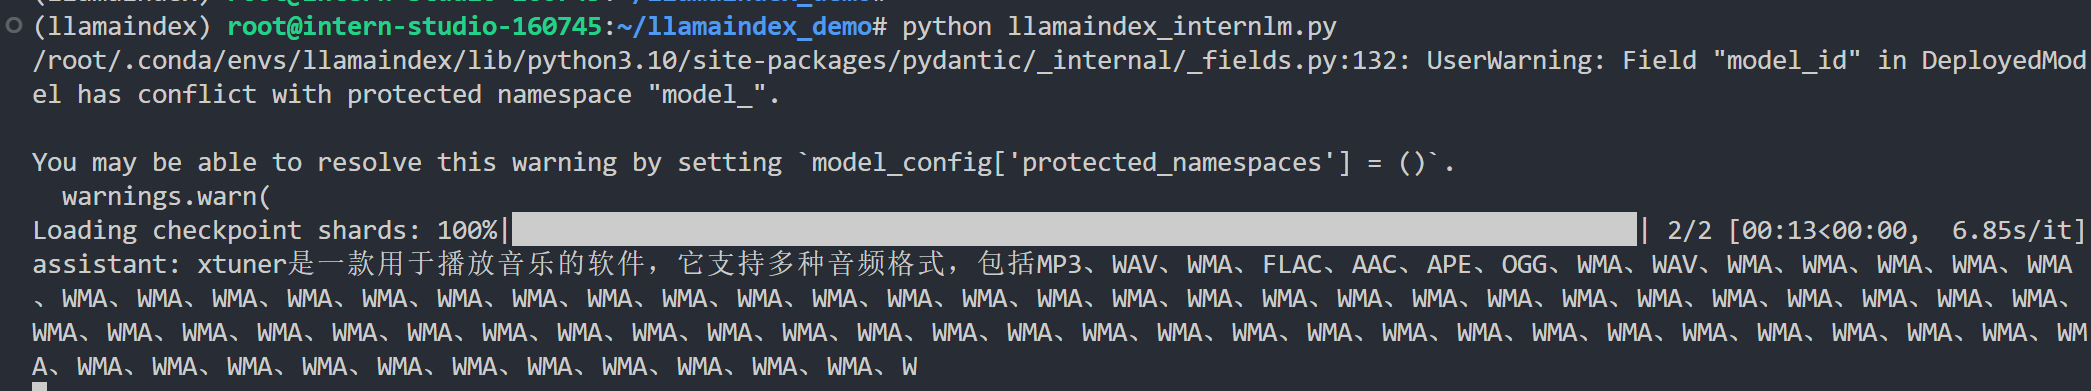 (llamaindex) root@intern-studio-160745:~/llamaindex_demo#
(llamaindex) root@intern-studio-160745:~/llamaindex_demo# python llamaindex_internlm.py
/root/.conda/envs/llamaindex/lib/python3.10/site-packages/pydantic/_internal/_fields.py:132: UserWarning: Field "model_id" in DeployedMod
el has conflict with protected namespace "model_".
You may be able to resolve this warning by setting `model_config['protected_namespaces'] = ()`.
warnings.warn(
Loading checkpoint shards: 100%| | 2/2 [00:13<00:00, 6.85s/it]
assistant: xtuner是一款用于播放音乐的软件，它支持多种音频格式，包括MP3、WAV、WMA、FLAC、AAC、APE、OGG、WMA、WAV、WMA、WMA、WMA、WMA、WMA
、WMA、WMA、WMA、WMA、WMA、WMA、WMA、WMA、WMA、WMA、WMA、WMA、WMA、WMA、WMA、WMA、WMA、WMA、WMA、WMA、WMA、WMA、WMA、WMA、WMA、WMA、WMA、
WMA、WMA、WMA、WMA、WMA、WMA、WMA、WMA、WMA、WMA、WMA、WMA、WMA、WMA、WMA、WMA、WMA、WMA、WMA、WMA、WMA、WMA、WMA、WMA、WMA、WMA、WMA、WM
A、WMA、WMA、WMA、WMA、WMA、WMA、WMA、WMA、WMA、WMA、WMA、W